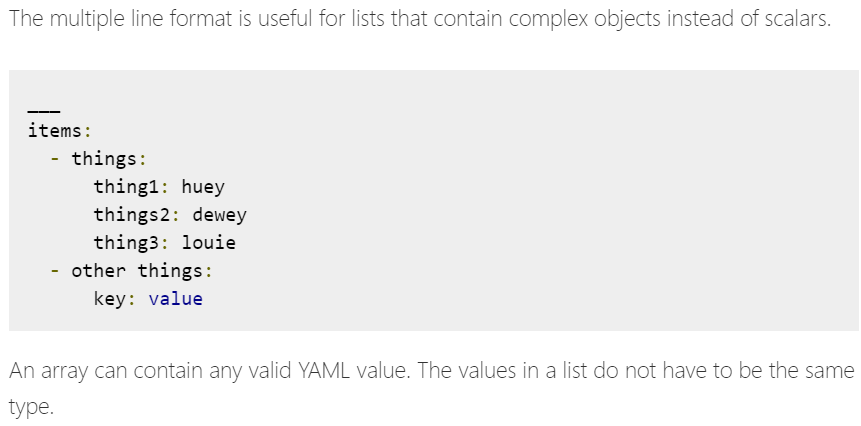 The multiple line format is useful for lists that contain complex objects instead of scalars.
___
items:
  - things:
      thing1: huey
      things2: dewey
      thing3: louie
  - other things:
      key: value
An array can contain any valid YAML value. The values in a list do not have to be the same
type.